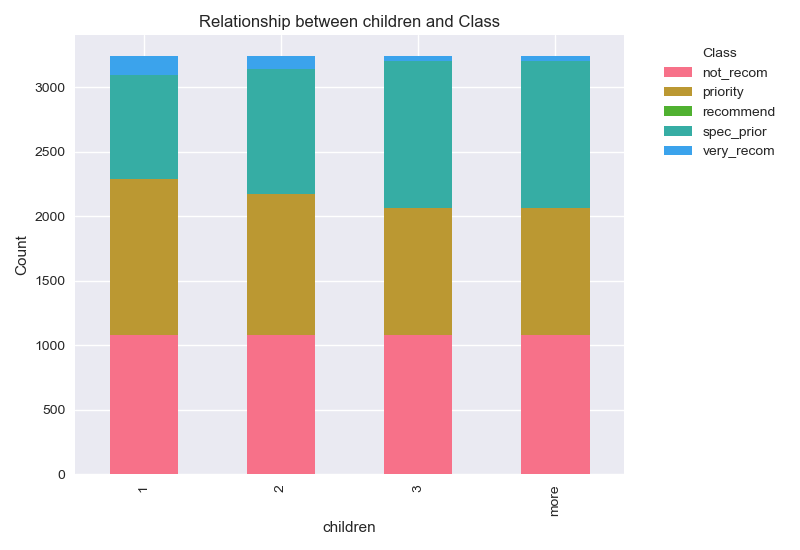 Relationship between children and Class
Class
not_recom
priority
recommend
spec_prior
very_recom
3000
2500
2000
1500
1000
500
0
Count
1
2
3
more
children